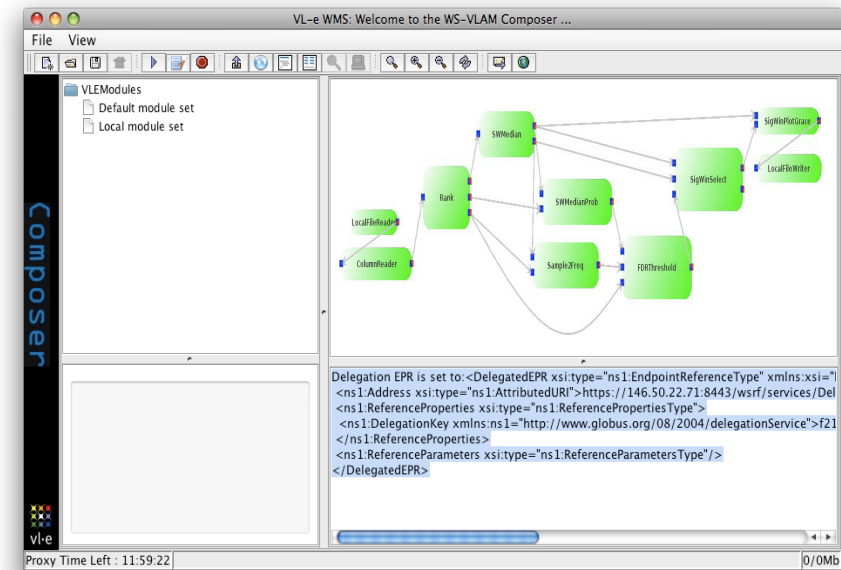 VL-e WMS: Welcome to the WS-VLAM Composer ...
File View
VLEModules
Default module set
Local module set
Composer
vl·e
SWMedian
SigWinPlotGrace
LocalFileWriter
SigWinSelect
Rank
SWMedianProb
LocalFileReader
ColumnReader
Sample2Freq
FDRThreshold
Delegation EPR is set to:<DelegatedEPR xsi:type="ns1:EndpointReferenceType" xmlns:xsi="
<ns1:Address xsi:type="ns1:AttributedURI">https://146.50.22.71:8443/wsrf/services/Del
<ns1:ReferenceProperties xsi:type="ns1:ReferencePropertiesType">
<ns1:DelegationKey xmlns:ns1="http://www.globus.org/08/2004/delegationService">f21
</ns1:ReferenceProperties>
<ns1:ReferenceParameters xsi:type="ns1:ReferenceParametersType"/>
</DelegatedEPR>
Proxy Time Left : 11:59:22
0/0Mb